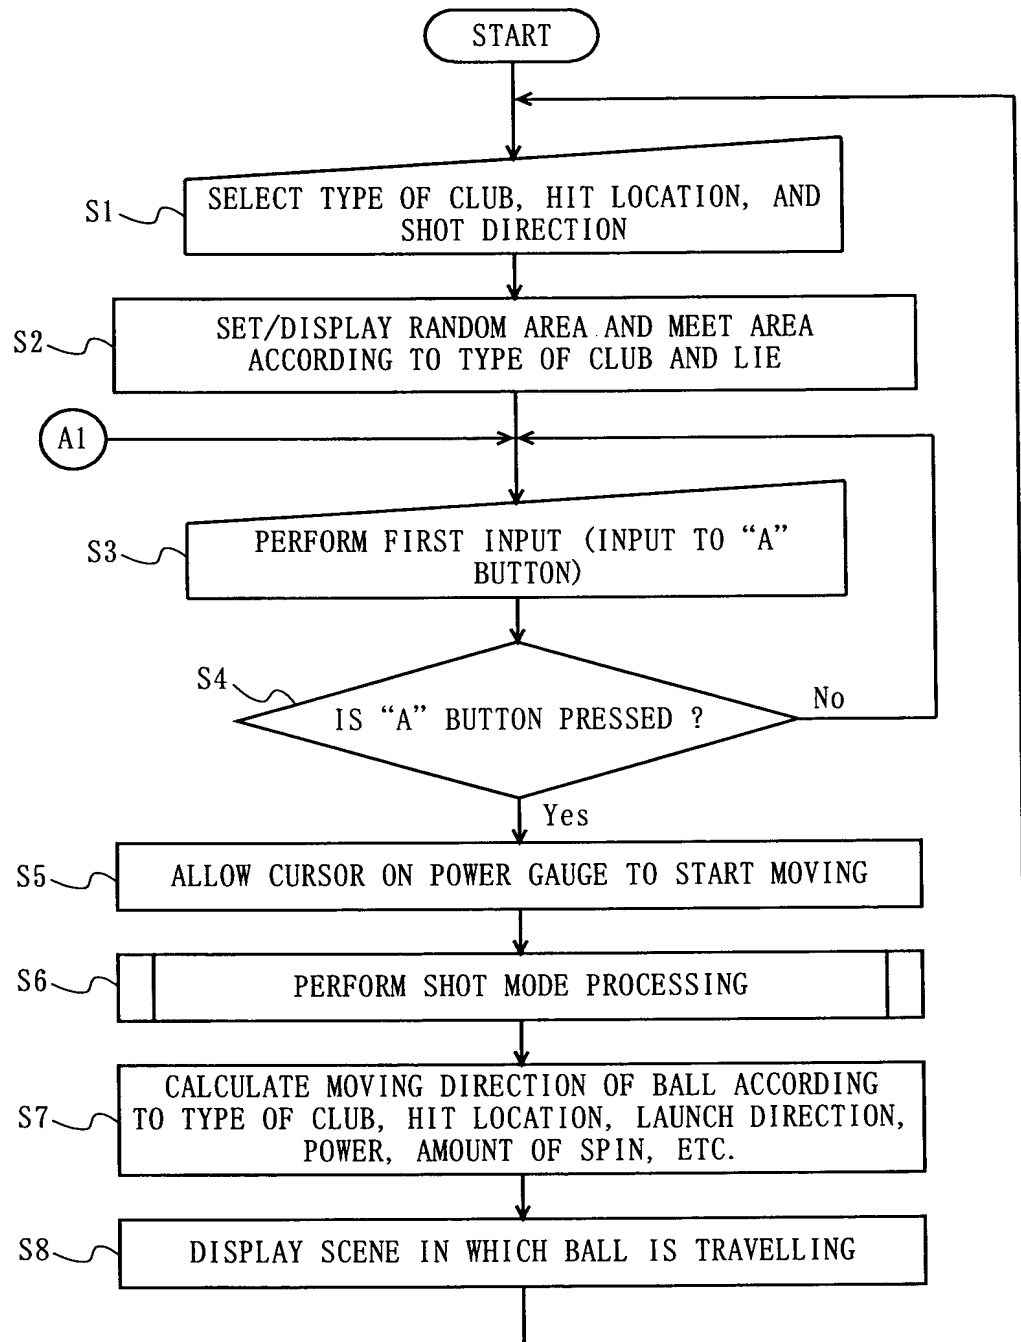 START
S1
SELECT TYPE OF CLUB, HIT LOCATION, AND
SHOT DIRECTION
S2
SET/DISPLAY RANDOM AREA AND MEET AREA
ACCORDING TO TYPE OF CLUB AND LIE
A1
S3
PERFORM FIRST INPUT (INPUT TO “A”
BUTTON)
S4
IS “A” BUTTON PRESSED ?
No
Yes
S5
ALLOW CURSOR ON POWER GAUGE TO START MOVING
S6
PERFORM SHOT MODE PROCESSING
S7
CALCULATE MOVING DIRECTION OF BALL ACCORDING
TO TYPE OF CLUB, HIT LOCATION, LAUNCH DIRECTION,
POWER, AMOUNT OF SPIN, ETC.
S8
DISPLAY SCENE IN WHICH BALL IS TRAVELLING